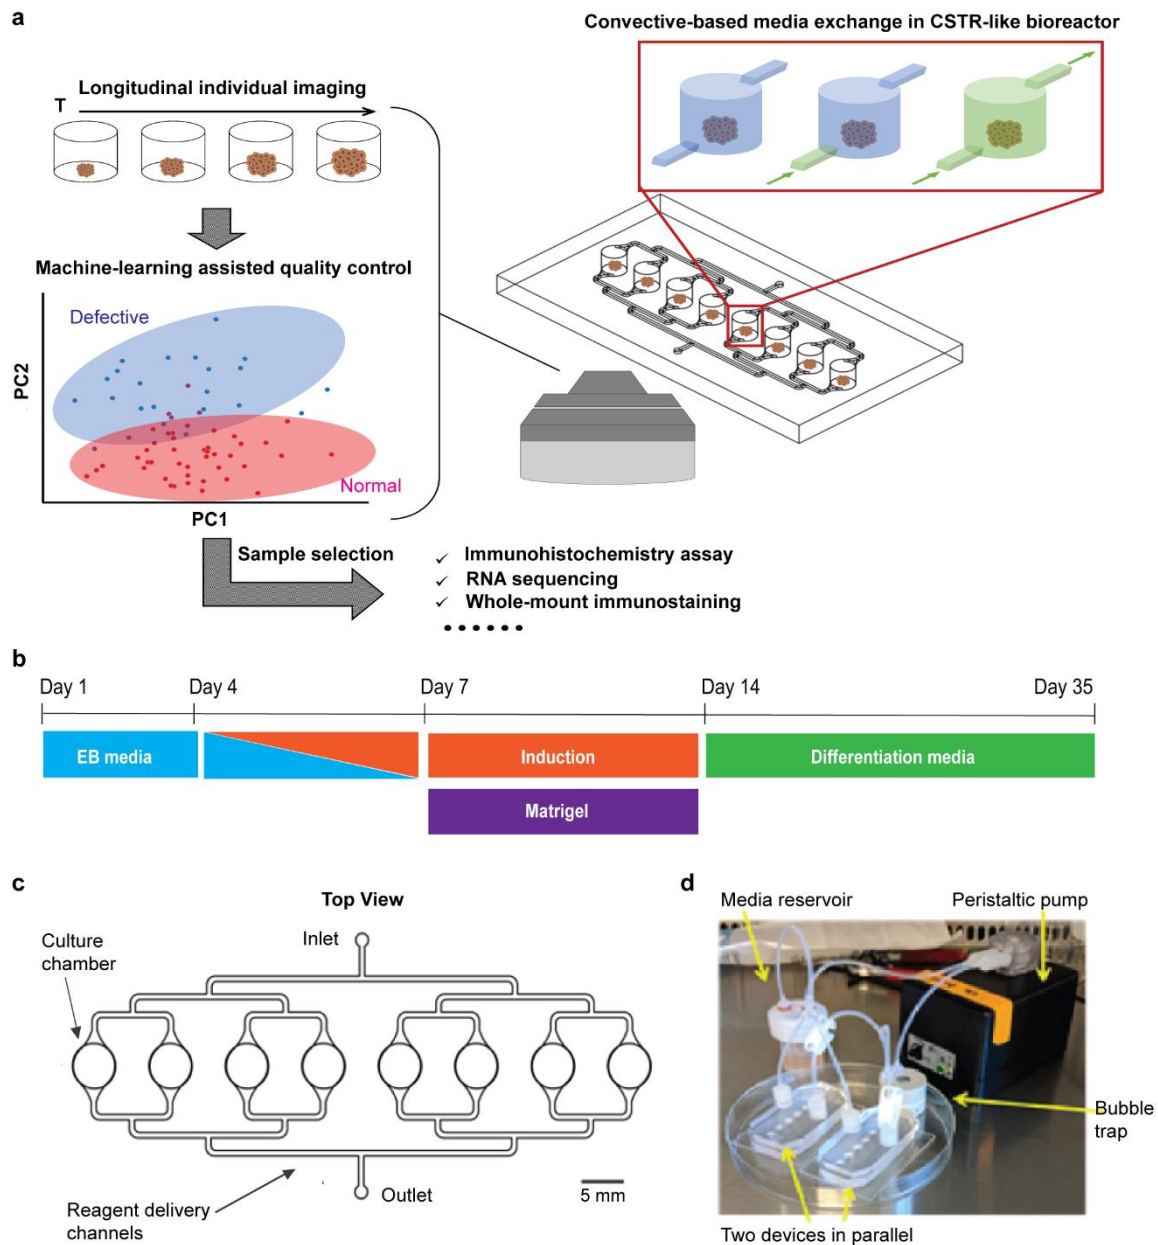 a
Convective-based media exchange in CSTR-like bioreactor
Longitudinal individual imaging
T
Machine-learning assisted quality control
Defective
PC2
Normal
PC1
Sample selection
✓ Immunohistochemistry assay
✓ RNA sequencing
✓ Whole-mount immunostaining
......
b
Day 1 Day 4 Day 7 Day 14 Day 35
EB media Induction Differentiation media
Matrigel
c
Top View
Culture
chamber
Inlet
Outlet
5 mm
Reagent delivery
channels
d
Media reservoir
Peristaltic pump
Bubble
trap
Two devices in parallel